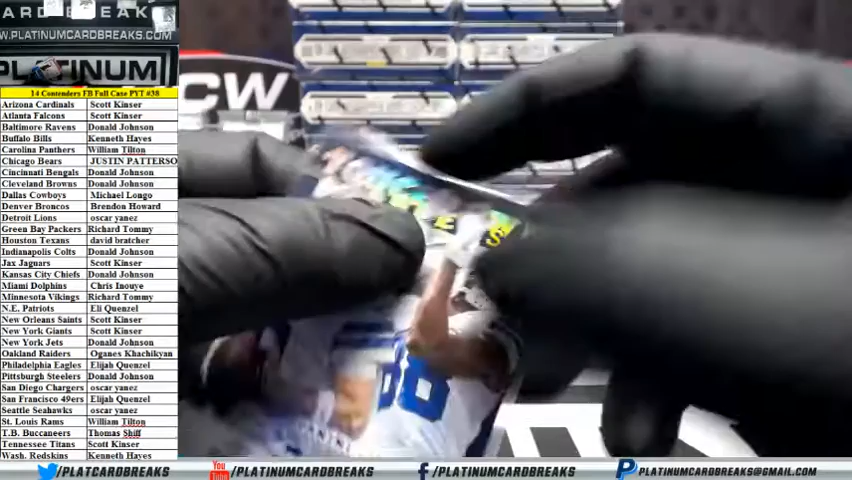 ARD BREAK
WWW.PLATINUMCARDBREAKS.COM
PLATINUM
CW
14 Contenders FB Full Case PYT #38
Arizona Cardinals Scott Kinser
Atlanta Falcons Scott Kinser
Baltimore Ravens Donald Johnson
Buffalo Bills Kenneth Hayes
Carolina Panthers William Tilton
Chicago Bears JUSTIN PATTERSO
Cincinnati Bengals Donald Johnson
Cleveland Browns Donald Johnson
Dallas Cowboys Michael Longo
Denver Broncos Brendon Howard
Detroit Lions oscar yanez
Green Bay Packers Richard Tommy
Houston Texans david bratcher
Indianapolis Colts Donald Johnson
Jax Jaguars Scott Kinser
Kansas City Chiefs Donald Johnson
Miami Dolphins Chris Inouye
Minnesota Vikings Richard Tommy
N.E. Patriots Eli Quenzel
New Orleans Saints Scott Kinser
New York Giants Scott Kinser
New York Jets Donald Johnson
Oakland Raiders Oganes Khachikyan
Philadelphia Eagles Elijah Quenzel
Pittsburgh Steelers Donald Johnson
San Diego Chargers oscar yanez
San Francisco 49ers Elijah Quenzel
Seattle Seahawks oscar yanez
St. Louis Rams William Tilton
T.B. Buccaneers Thomas Shiff
Tennessee Titans Scott Kinser
Wash. Redskins Kenneth Hayes
88
/PLATCARDBREAKS
You Tube /PLATINUMCARDBREAKS
/PLATINUMCARDBREAKS
PLATINUMCARDBREAKS@GMAIL.COM